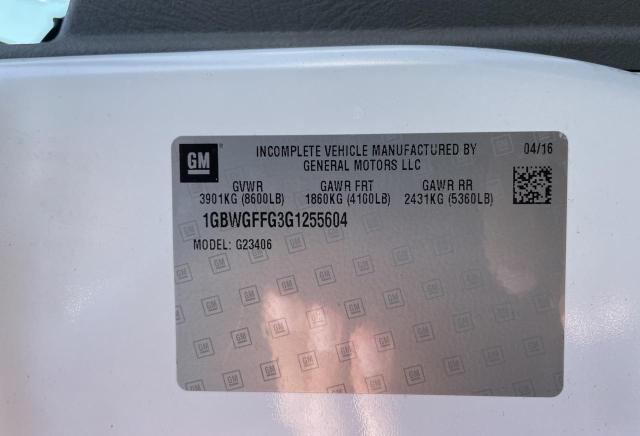 GM
INCOMPLETE VEHICLE MANUFACTURED BY
GENERAL MOTORS LLC
04/16
GVWR GAWR FRT GAWR RR
3901KG (8600LB) 1860KG (4100LB) 2431KG (5360LB)
1GBWGFFG3G1255604
MODEL: G23406